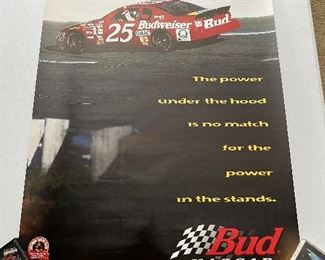 25
Budweiser
Bud
The power
under the hood
is no match
for the
power
in the stands.
Bud